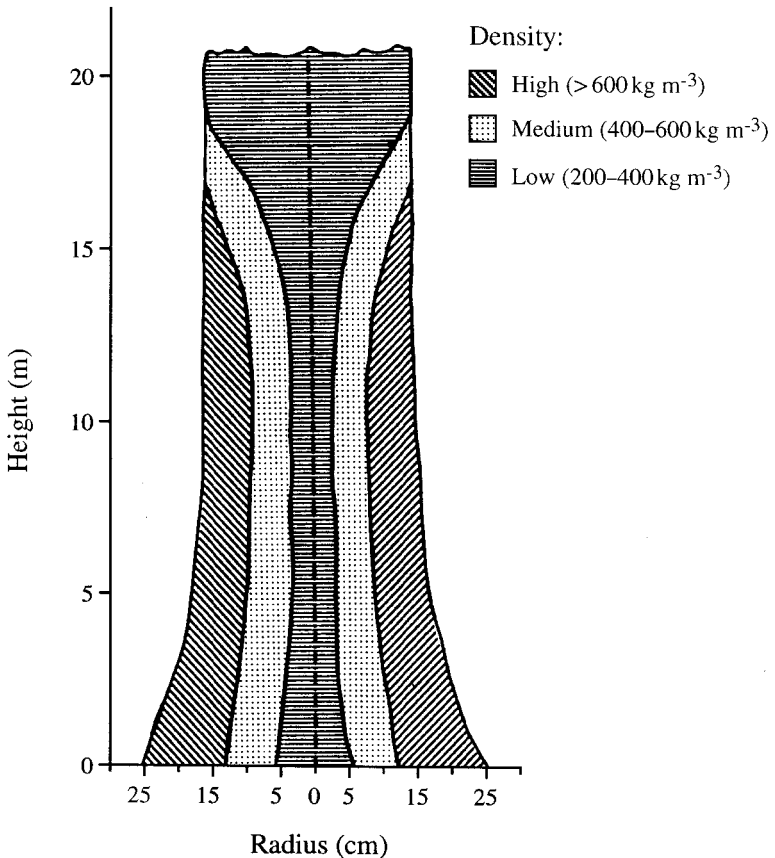 Density:
High (> 600 kg m⁻³)
Medium (400–600 kg m⁻³)
Low (200–400 kg m⁻³)
20
15
10
5
0
Height (m)
25 15 5 0 5 15 25
Radius (cm)